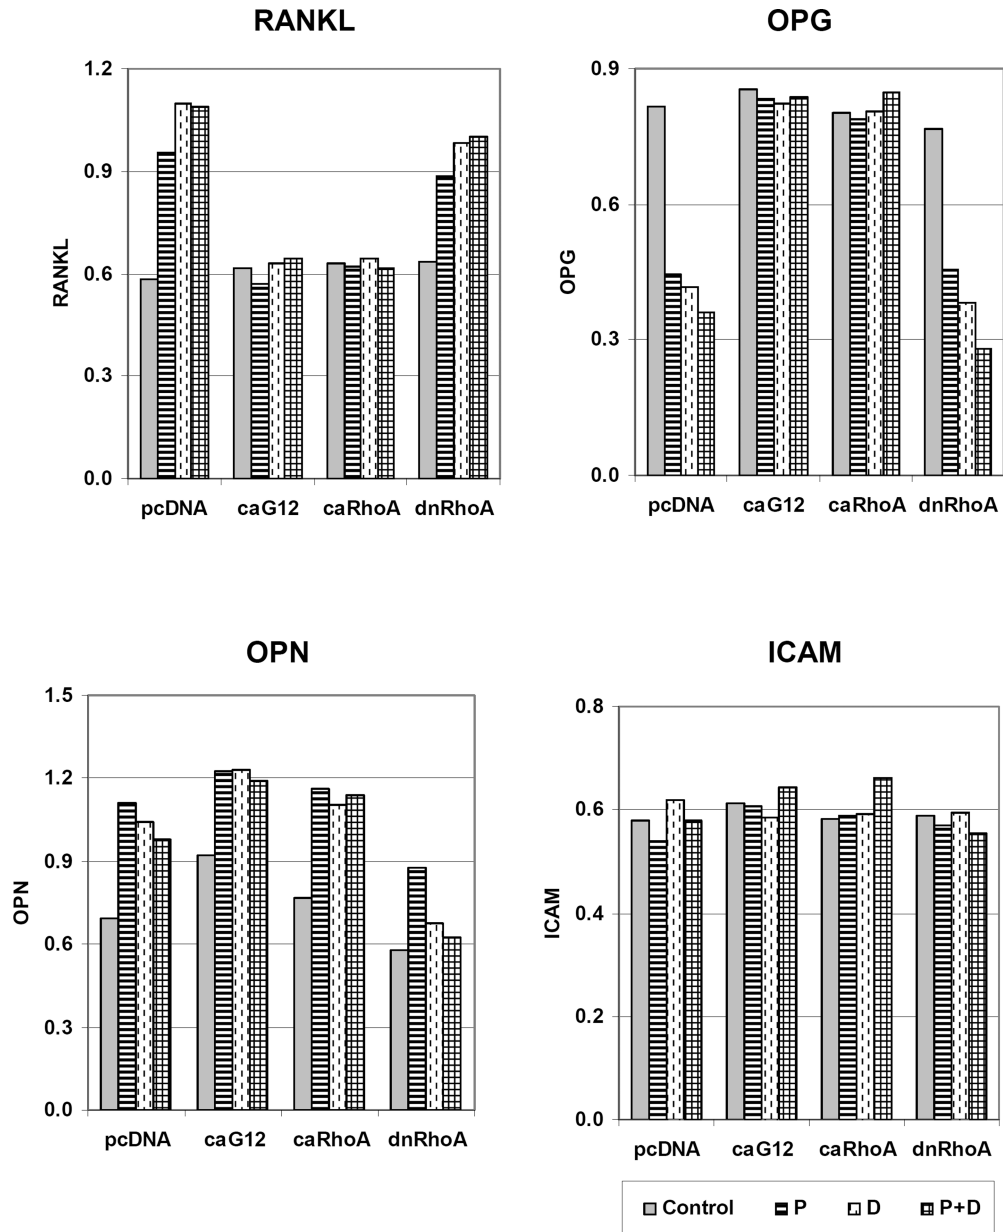 RANKL
OPG
1.2
0.9
0.6
0.3
0.0
RANKL
pcDNA caG12 caRhoA dnRhoA
0.9
0.6
0.3
0.0
OPG
pcDNA caG12 caRhoA dnRhoA
OPN
ICAM
1.5
1.2
0.9
0.6
0.3
0.0
OPN
pcDNA caG12 caRhoA dnRhoA
0.8
0.6
0.4
0.2
0.0
ICAM
pcDNA caG12 caRhoA dnRhoA
Control P D P+D